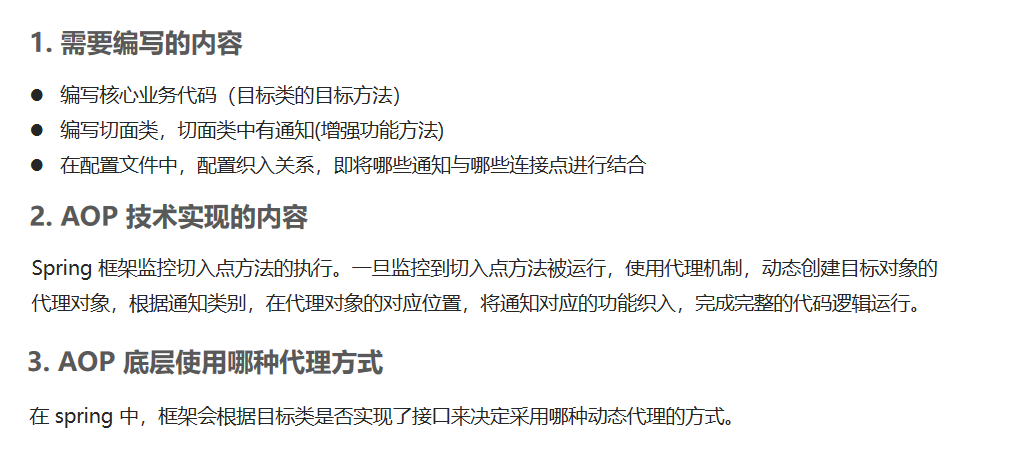 1. 需要编写的内容
● 编写核心业务代码（目标类的目标方法）
● 编写切面类，切面类中有通知(增强功能方法)
● 在配置文件中，配置织入关系，即将哪些通知与哪些连接点进行结合
2. AOP 技术实现的内容
Spring 框架监控切入点方法的执行。一旦监控到切入点方法被运行，使用代理机制，动态创建目标对象的
代理对象，根据通知类别，在代理对象的对应位置，将通知对应的功能织入，完成完整的代码逻辑运行。
3. AOP 底层使用哪种代理方式
在 spring 中，框架会根据目标类是否实现了接口来决定采用哪种动态代理的方式。